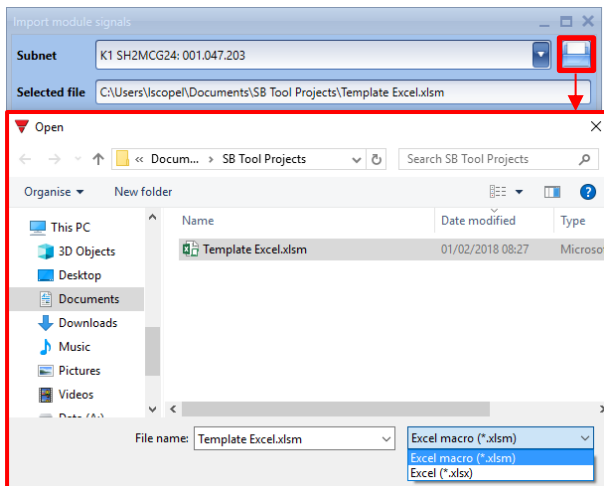 Import module signals
Subnet K1 SH2MCG24: 001.047.203
Selected file C:\Users\lscopel\Documents\SB Tool Projects\Template Excel.xlsm
Open
« Docum... > SB Tool Projects Search SB Tool Projects
Organise New folder
Name Date modified Type
This PC
Template Excel.xlsm 01/02/2018 08:27 Microso
3D Objects
Desktop
Documents
Downloads
Music
Pictures
Videos
Data (A:)
File name: Template Excel.xlsm Excel macro (*.xlsm)
Excel macro (*.xlsm)
Excel (*.xlsx)